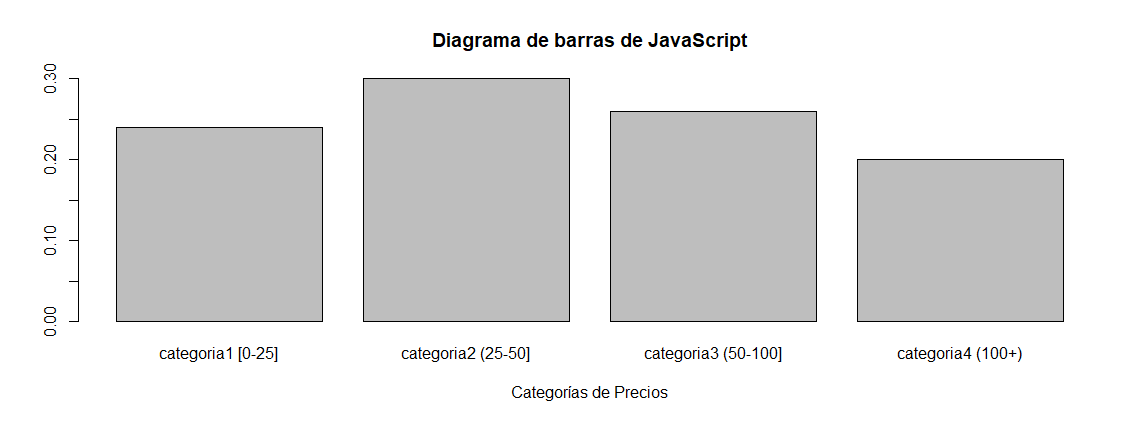 Diagrama de barras de JavaScript
0.30
0.20
0.10
0.00
categoria1 [0-25] categoria2 (25-50] categoria3 (50-100] categoria4 (100+)
Categorías de Precios